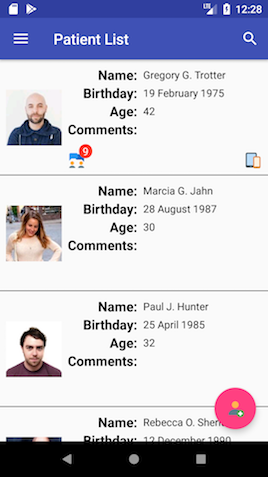 LTE 12:28
Patient List
Name: Gregory G. Trotter
Birthday: 19 February 1975
Age: 42
Comments:
9
Name: Marcia G. Jahn
Birthday: 28 August 1987
Age: 30
Comments:
Name: Paul J. Hunter
Birthday: 25 April 1985
Age: 32
Comments:
Name: Rebecca O.
Birthday: 12 December 1990